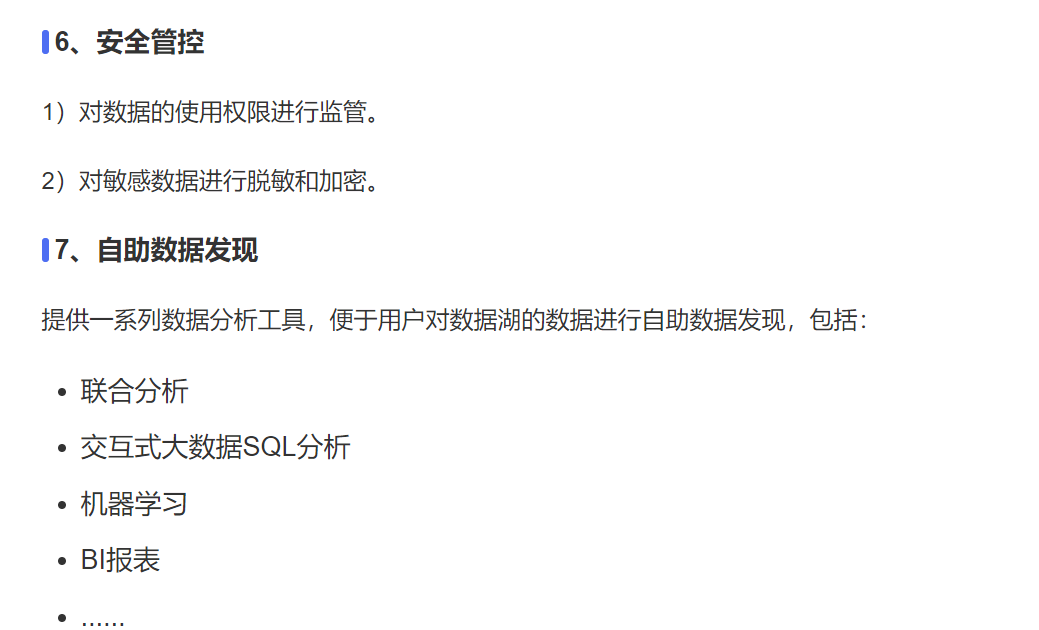 6、安全管控
1）对数据的使用权限进行监管。
2）对敏感数据进行脱敏和加密。
7、自助数据发现
提供一系列数据分析工具，便于用户对数据湖的数据进行自助数据发现，包括：
• 联合分析
• 交互式大数据SQL分析
• 机器学习
• BI报表
• ......